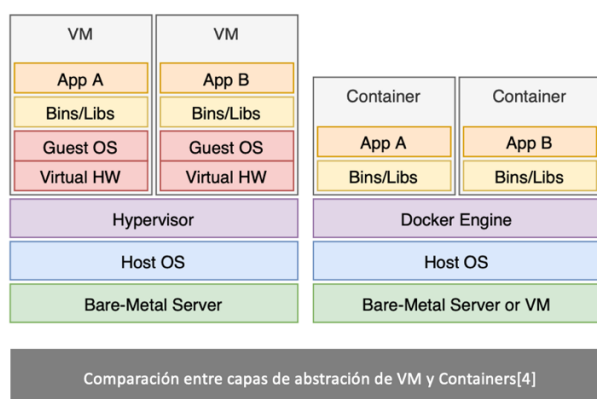 VM
VM
App A
App B
Bins/Libs
Bins/Libs
Guest OS
Guest OS
Virtual HW
Virtual HW
Hypervisor
Host OS
Bare-Metal Server
Container
Container
App A
App B
Bins/Libs
Bins/Libs
Docker Engine
Host OS
Bare-Metal Server or VM
Comparación entre capas de abstración de VM y Containers[4]